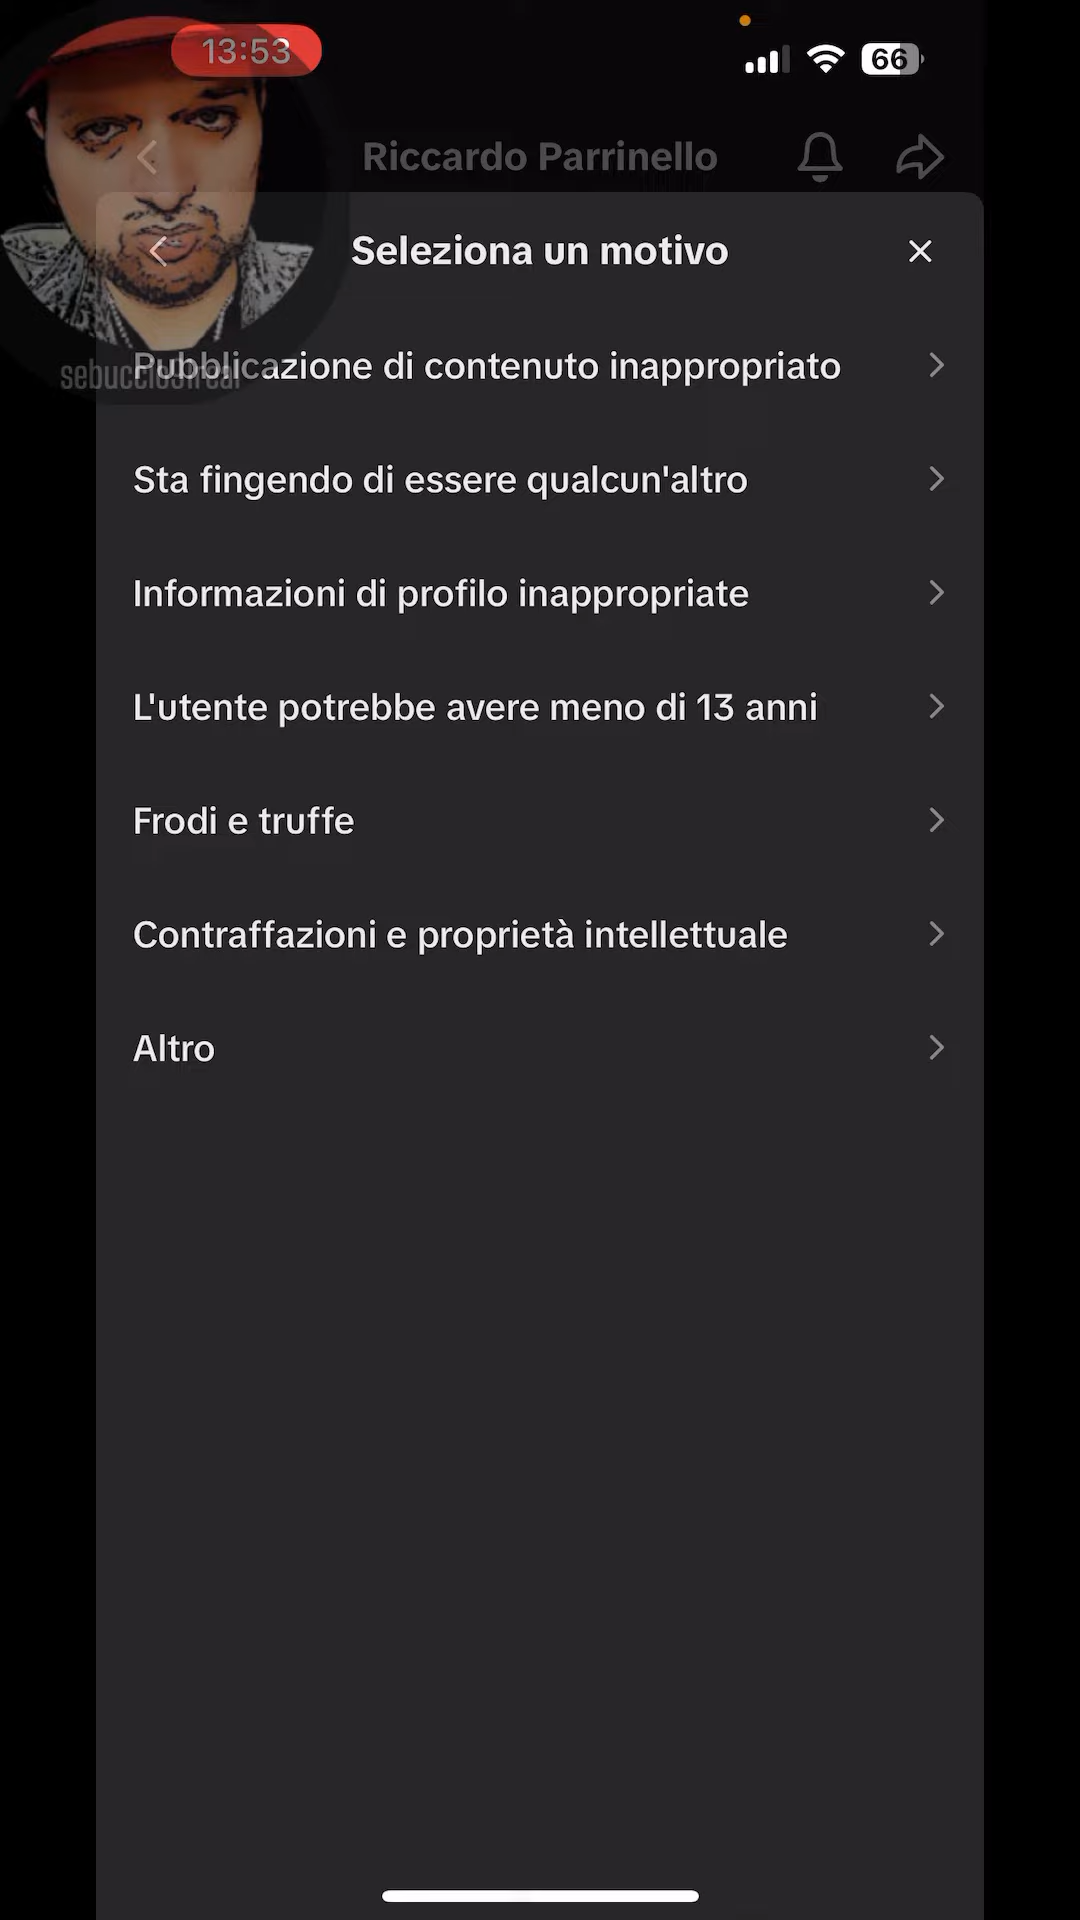 13:53
66
Riccardo Parrinello
Seleziona un motivo
Pubblicazione di contenuto inappropriato
Sta fingendo di essere qualcun'altro
Informazioni di profilo inappropriate
L'utente potrebbe avere meno di 13 anni
Frodi e truffe
Contraffazioni e proprietà intellettuale
Altro